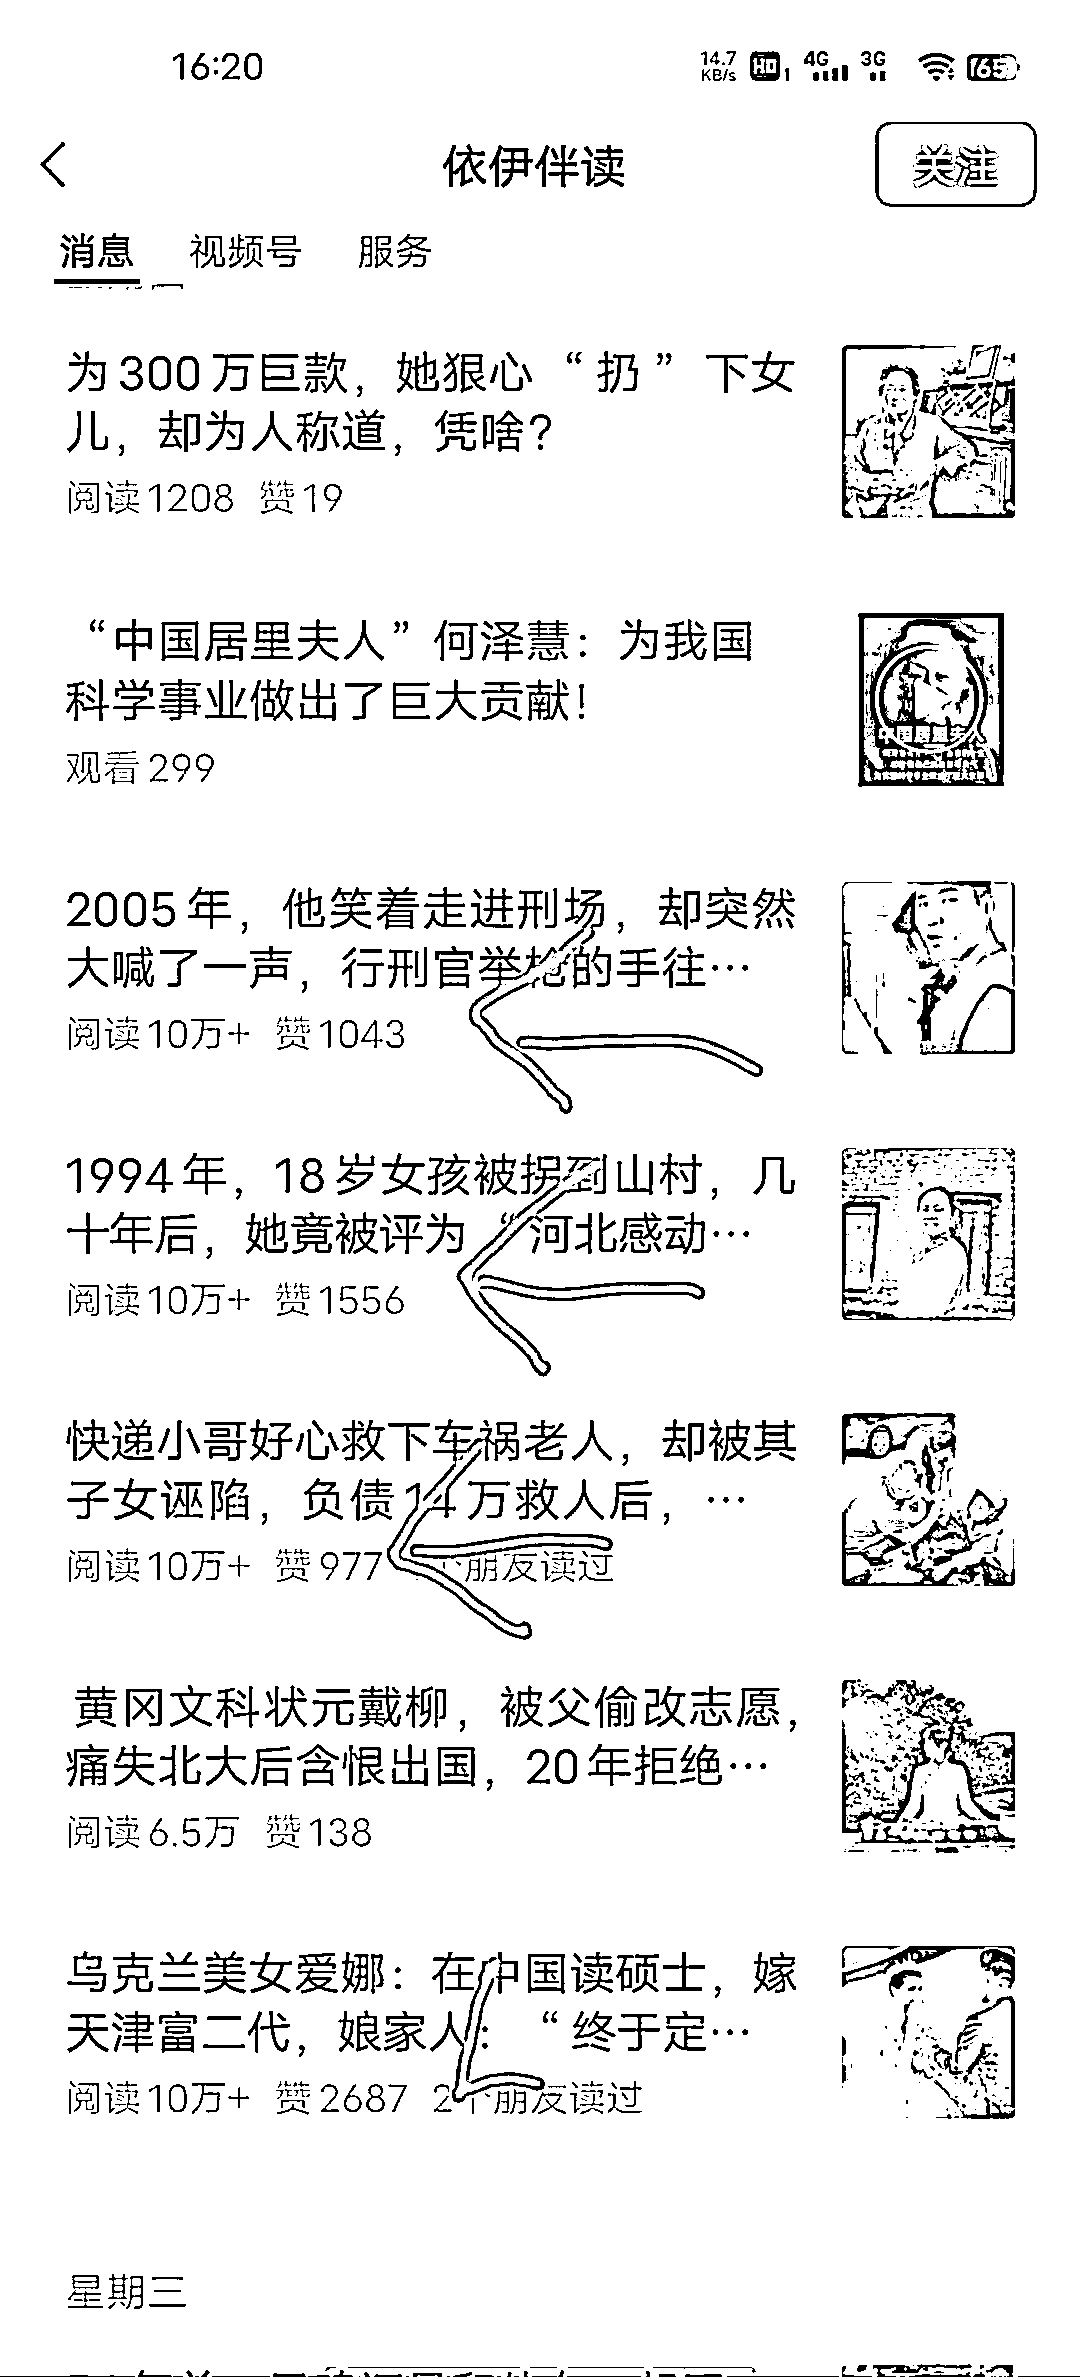 16:20
14.7 KB/s HD 1 4G 3G 65
依伊伴读
关注
消息 视频号 服务
为300万巨款，她狠心“扔”下女
儿，却为人称道，凭啥？
阅读1208 赞19
“中国居里夫人”何泽慧：为我国
科学事业做出了巨大贡献！
观看299
中国居里夫人
2005年，他笑着走进刑场，却突然
大喊了一声，行刑官举枪的手往…
阅读10万+ 赞1043
1994年，18岁女孩被拐到山村，几
十年后，她竟被评为“河北感动…
阅读10万+ 赞1556
快递小哥好心救下车祸老人，却被其
子女诬陷，负债14万救人后，…
阅读10万+ 赞977 个朋友读过
黄冈文科状元戴柳，被父偷改志愿，
痛失北大后含恨出国，20年拒绝…
阅读6.5万 赞138
乌克兰美女爱娜：在中国读硕士，嫁
天津富二代，娘家人：“终于定…
阅读10万+ 赞2687 2个朋友读过
星期三